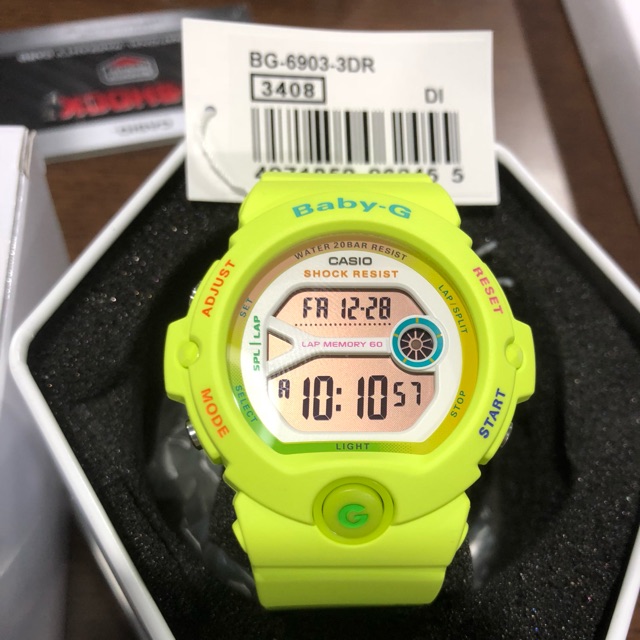 BG-6903-3DR
3408 DI
Baby-G
WATER 20BAR RESIST
CASIO
SHOCK RESIST
ADJUST
SET
RESET
LAP/SPLIT
SPL | LAP
FR 12-28
LAP MEMORY 60
A 10:10 57
MODE
SELECT
START
STOP
LIGHT
G